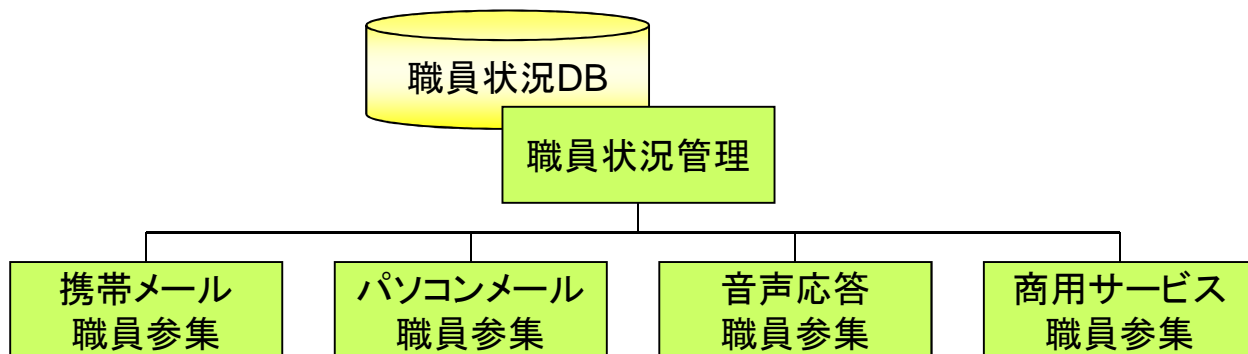 職員状況DB
職員状況管理
携帯メール
職員参集
パソコンメール
職員参集
音声応答
職員参集
商用サービス
職員参集